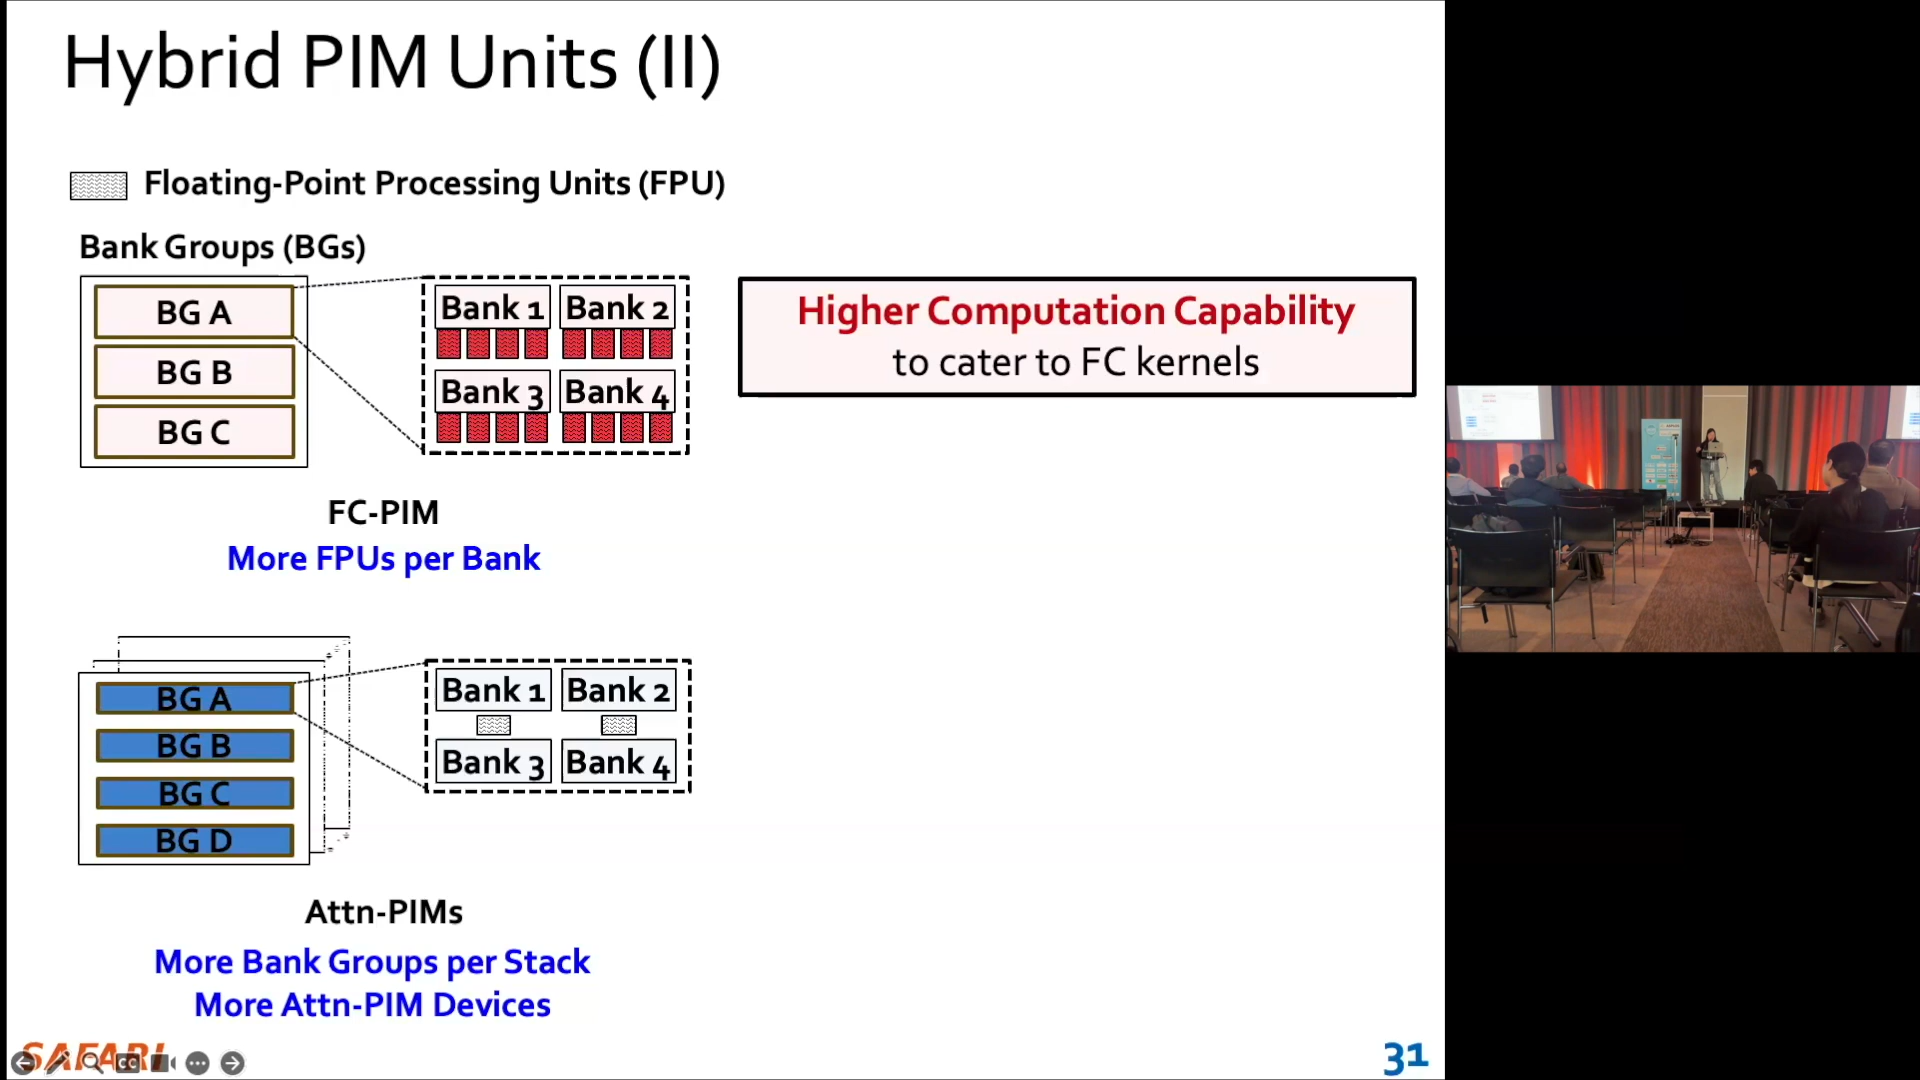 Hybrid PIM Units (II)
Floating-Point Processing Units (FPU)
Bank Groups (BGs)
BG A
BG B
BG C
Bank 1
Bank 2
Bank 3
Bank 4
Higher Computation Capability
to cater to FC kernels
FC-PIM
More FPUs per Bank
BG A
BG B
BG C
BG D
Bank 1
Bank 2
Bank 3
Bank 4
Attn-PIMs
More Bank Groups per Stack
More Attn-PIM Devices
SAFARI
CC
31